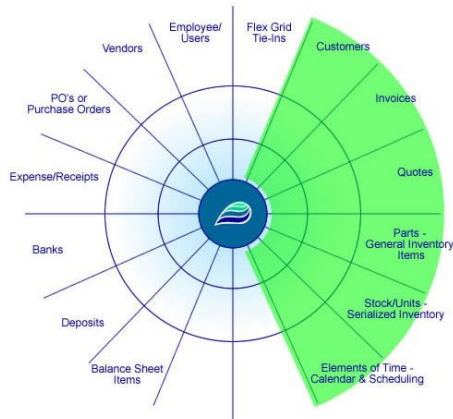 Employee/
Users
Flex Grid
Tie-Ins
Vendors
Customers
PO's or
Purchase Orders
Invoices
Expense/Receipts
Quotes
Banks
Parts -
General Inventory
Items
Deposits
Stock/Units -
Serialized Inventory
Balance Sheet
Items
Elements of Time -
Calendar & Scheduling